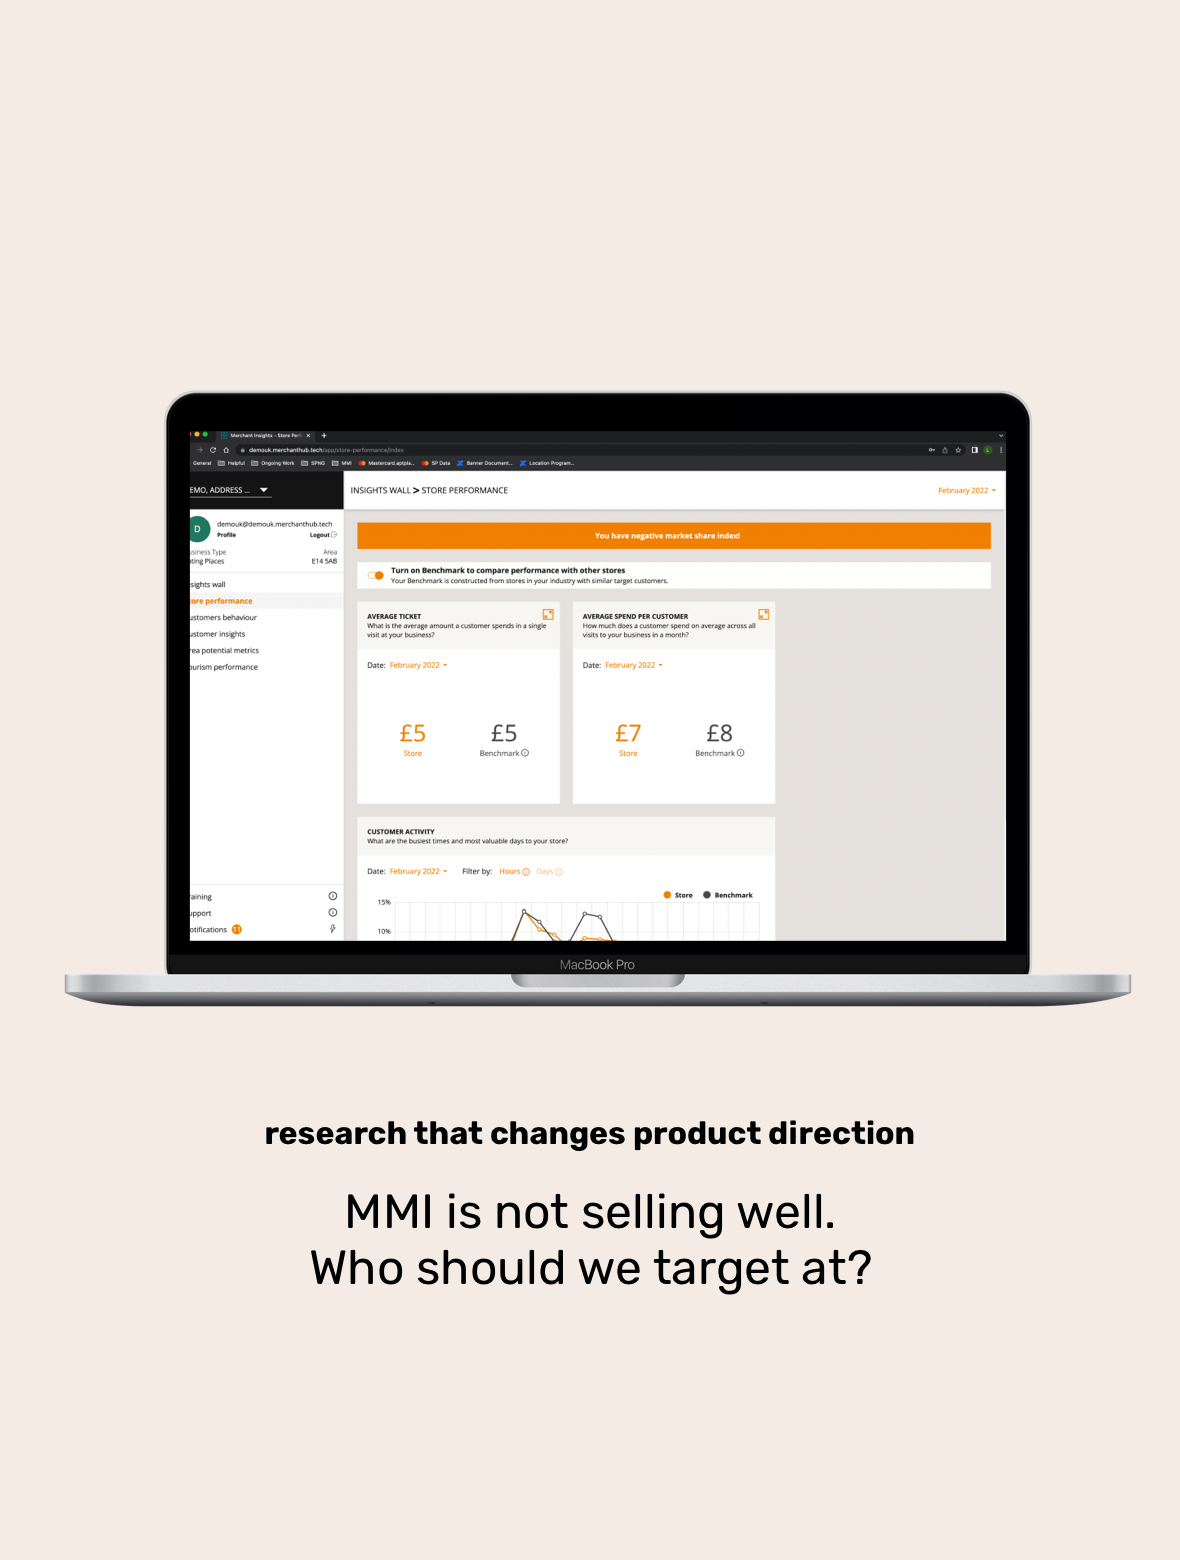 Merchant Insights - Store Perf
demouk.merchanthub.tech/app/store-performance/index
General Helpful Ongoing Work SPNG MMI Mastercard.aptpla... SP Data Banner Document... Location Program...
EMO, ADDRESS ...
INSIGHTS WALL > STORE PERFORMANCE
February 2022
D
demouk@demouk.merchanthub.tech
Profile
Logout
usiness Type
Area
ating Places
E14 5AB
nsights wall
tore performance
ustomers behaviour
ustomer insights
rea potential metrics
ourism performance
raining
upport
otifications 11
You have negative market share index!
Turn on Benchmark to compare performance with other stores
Your Benchmark is constructed from stores in your industry with similar target customers.
AVERAGE TICKET
What is the average amount a customer spends in a single
visit at your business?
Date: February 2022
£5
£5
Store
Benchmark
AVERAGE SPEND PER CUSTOMER
How much does a customer spend on average across all
visits to your business in a month?
Date: February 2022
£7
£8
Store
Benchmark
CUSTOMER ACTIVITY
What are the busiest times and most valuable days to your store?
Date: February 2022 Filter by: Hours Days
Store Benchmark
15%
10%
MacBook Pro
research that changes product direction
MMI is not selling well.
Who should we target at?